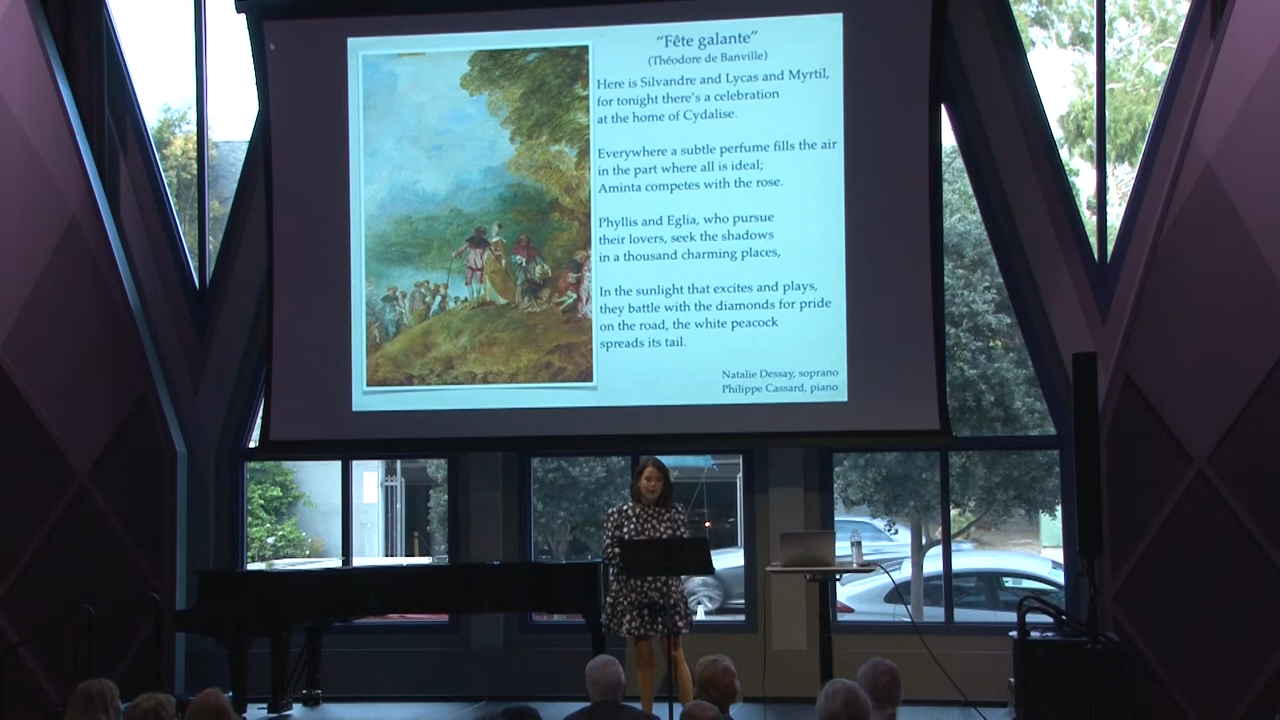 “Fête galante”
(Théodore de Banville)
Here is Silvandre and Lycas and Myrtil,
for tonight there’s a celebration
at the home of Cydalise.
Everywhere a subtle perfume fills the air
in the part where all is ideal;
Aminta competes with the rose.
Phyllis and Eglia, who pursue
their lovers, seek the shadows
in a thousand charming places,
In the sunlight that excites and plays,
they battle with the diamonds for pride
on the road, the white peacock
spreads its tail.
Natalie Dessay, soprano
Philippe Cassard, piano